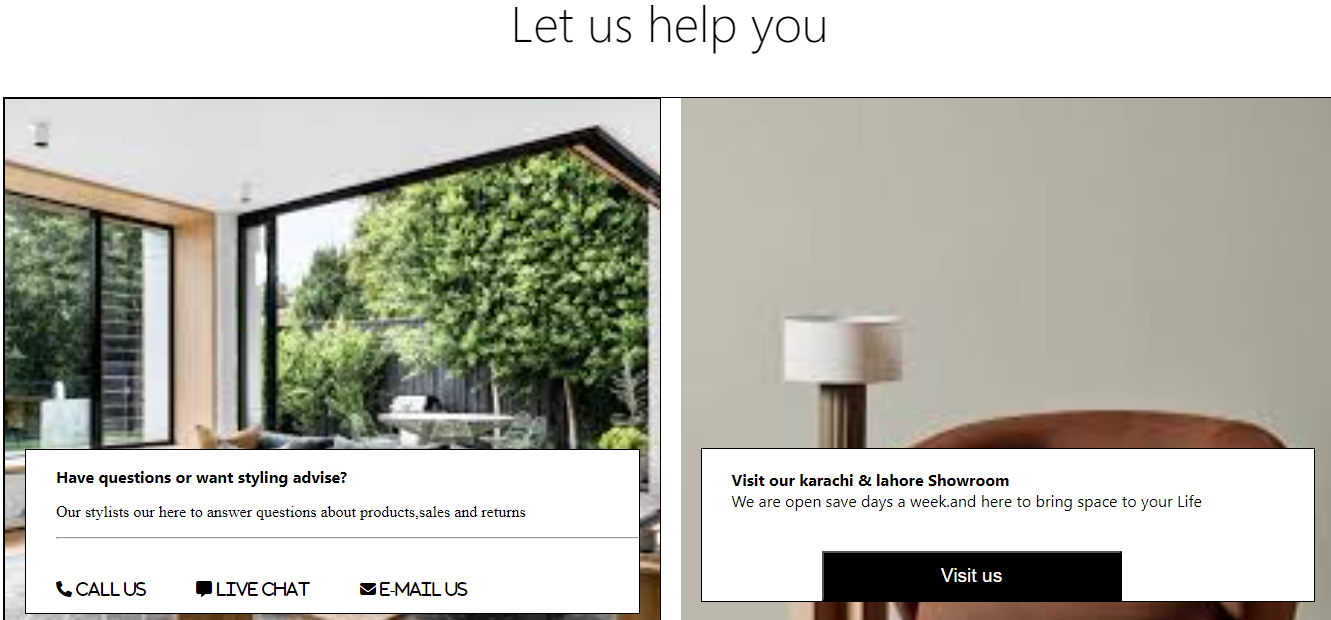 Let us help you
Have questions or want styling advise?
Our stylists our here to answer questions about products,sales and returns
CALL US LIVE CHAT E-MAIL US
Visit our karachi & lahore Showroom
We are open save days a week.and here to bring space to your Life
Visit us